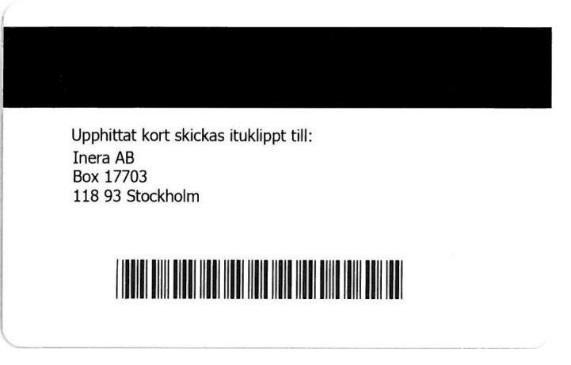 Upphittat kort skickas ituklippt till:
Inera AB
Box 17703
118 93 Stockholm